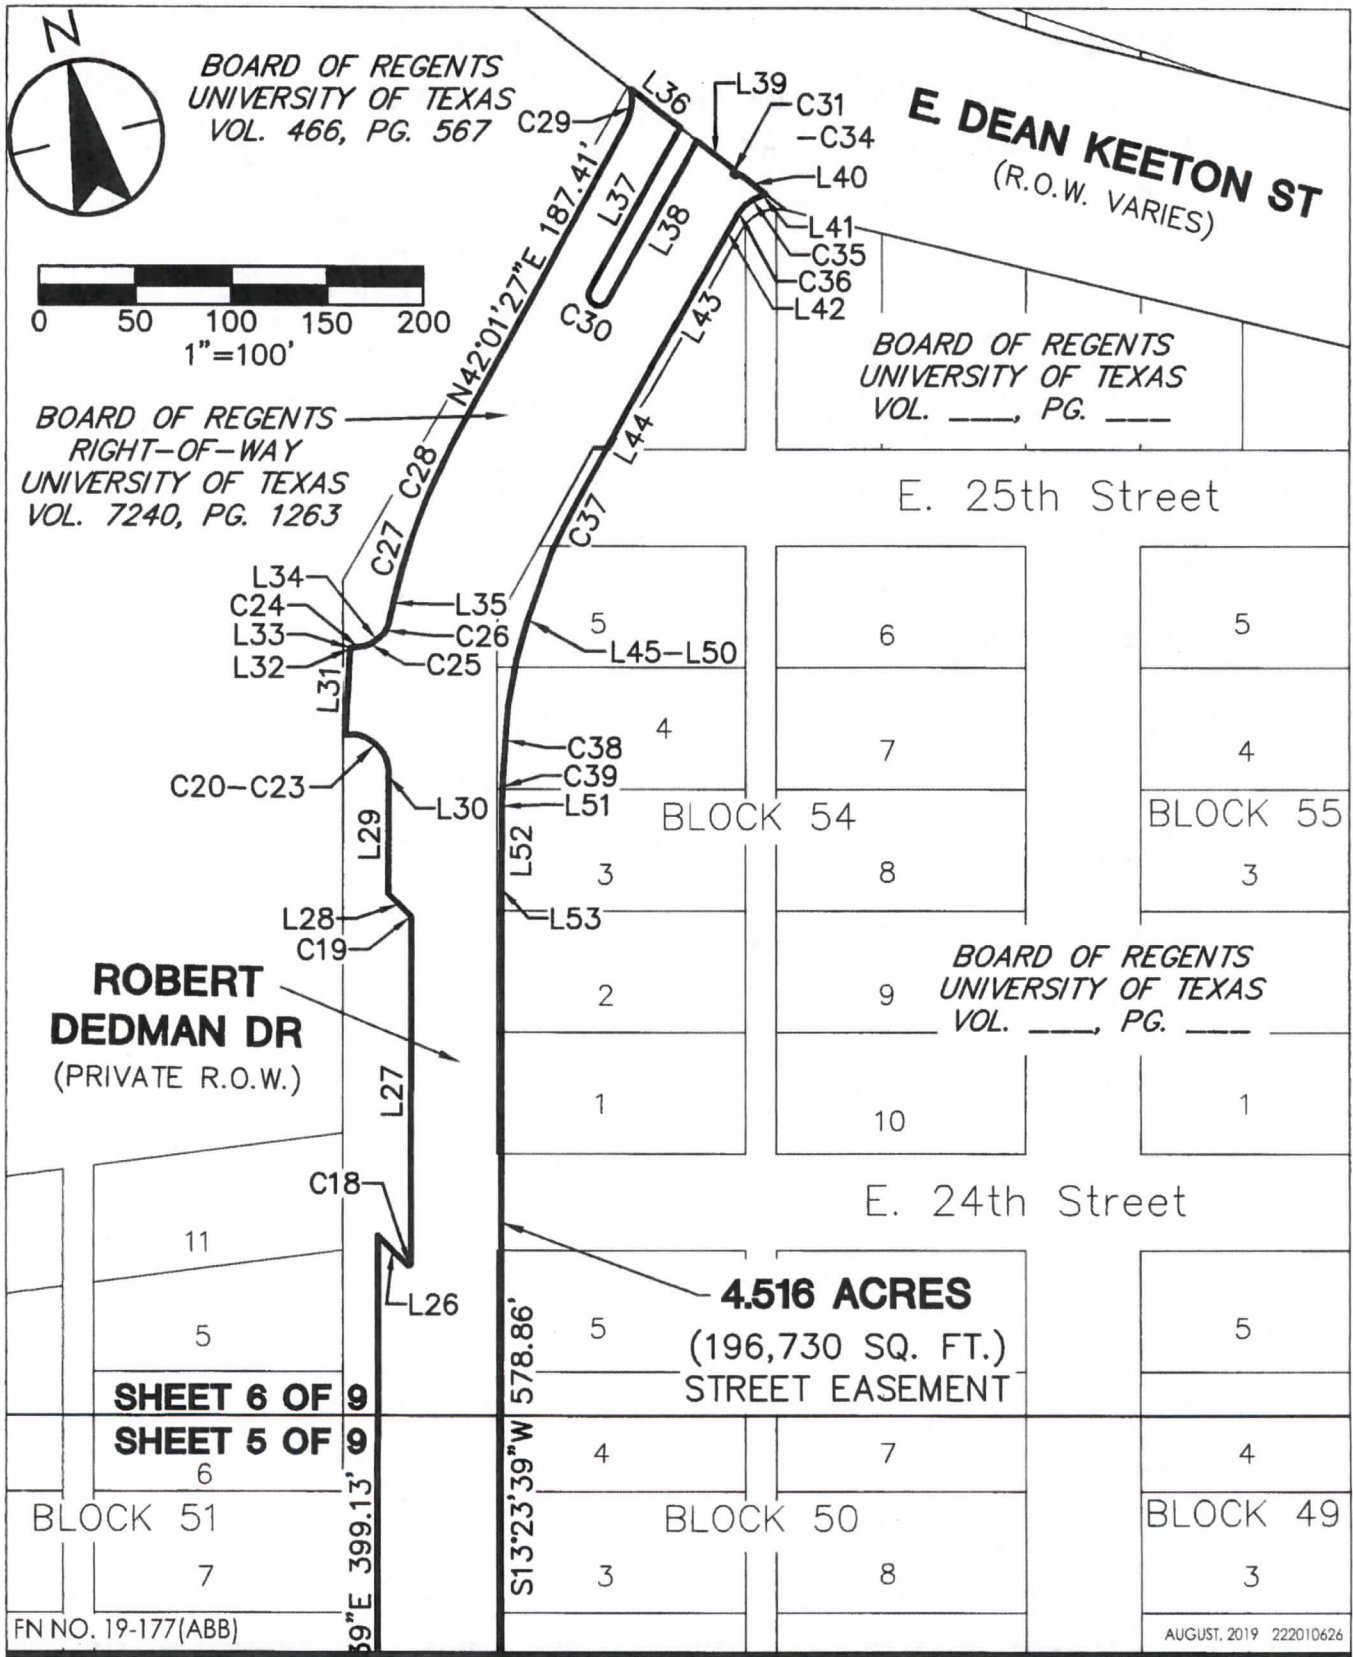 N
BOARD OF REGENTS
UNIVERSITY OF TEXAS
VOL. 466, PG. 567
C29
L36
L39
C31
-C34
L40
L41
C35
C36
L42
E. DEAN KEETON ST
(R.O.W. VARIES)
N42°01'27"E 187.41'
L37
L38
C30
L43
L44
0 50 100 150 200
1"=100'
BOARD OF REGENTS
UNIVERSITY OF TEXAS
VOL. ___, PG. ___
BOARD OF REGENTS
RIGHT-OF-WAY
UNIVERSITY OF TEXAS
VOL. 7240, PG. 1263
C28
C27
C37
E. 25th Street
L34
C24
L33
L32
L31
L35
C26
C25
L45-L50
5
6
5
4
7
4
C38
C39
L51
C20-C23
L30
L29
L52
BLOCK 54
BLOCK 55
3
8
3
L28
C19
L53
ROBERT
DEDMAN DR
(PRIVATE R.O.W.)
BOARD OF REGENTS
UNIVERSITY OF TEXAS
VOL. ___, PG. ___
2
9
L27
1
10
1
C18
E. 24th Street
11
L26
4.516 ACRES
(196,730 SQ. FT.)
STREET EASEMENT
5
5
5
SHEET 6 OF 9
SHEET 5 OF 9
S13°23'39"W 578.86'
39"E 399.13'
6
4
7
4
BLOCK 51
BLOCK 50
BLOCK 49
7
3
8
3
FN NO. 19-177(ABB)
AUGUST, 2019 222010626